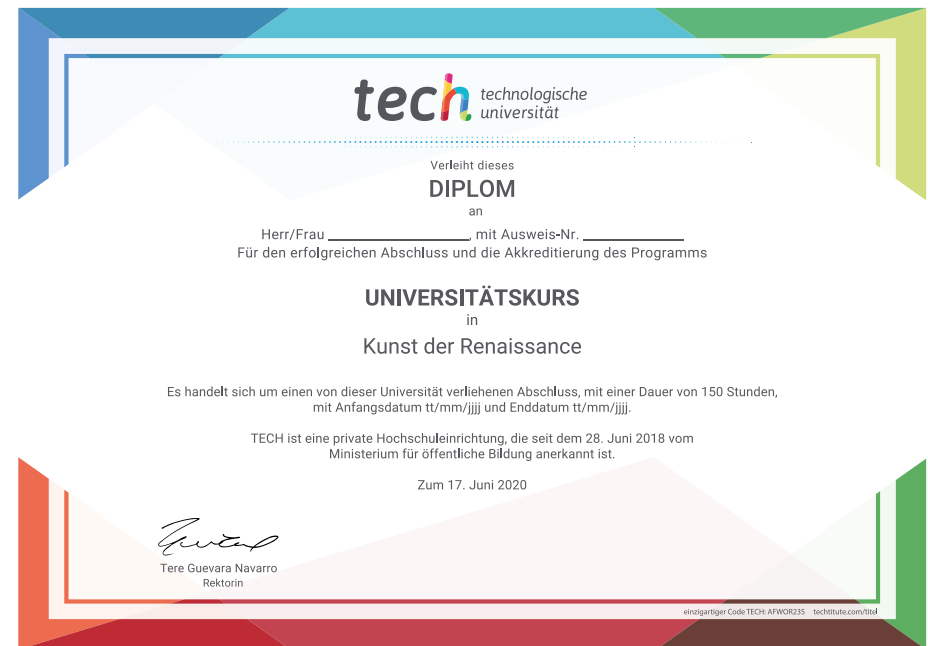 tech technologische
universität
Verleiht dieses
DIPLOM
an
Herr/Frau ____________________, mit Ausweis-Nr. ______________
Für den erfolgreichen Abschluss und die Akkreditierung des Programms
UNIVERSITÄTSKURS
in
Kunst der Renaissance
Es handelt sich um einen von dieser Universität verliehenen Abschluss, mit einer Dauer von 150 Stunden,
mit Anfangsdatum tt/mm/jjjj und Enddatum tt/mm/jjjj.
TECH ist eine private Hochschuleinrichtung, die seit dem 28. Juni 2018 vom
Ministerium für öffentliche Bildung anerkannt ist.
Zum 17. Juni 2020
Tere Guevara Navarro
Rektorin
einzigartiger Code TECH: AFWOR235 techtitute.com/titel